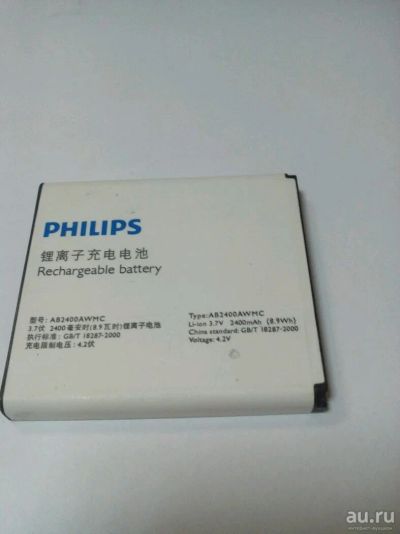 PHILIPS
锂离子充电电池
Rechargeable battery
型号: AB2400AWMC
3.7伏 2400毫安时(8.9瓦时)锂离子电池
执行标准: GB/T 18287-2000
充电限制电压: 4.2伏
Type:AB2400AWMC
Li-ion 3.7V 2400mAh (8.9Wh)
China standard: GB/T 18287-2000
Voltage: 4.2V
au.ru